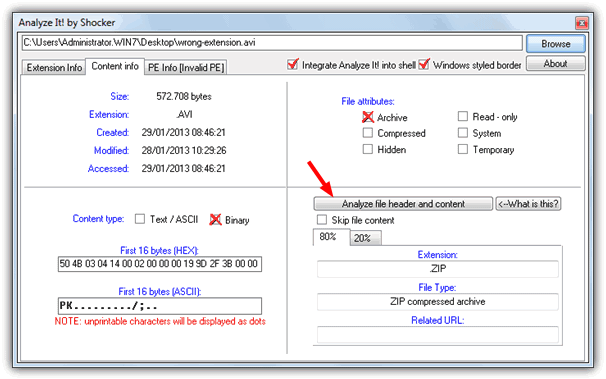 Analyze It! by Shocker
C:\Users\Administrator.WIN7\Desktop\wrong-extension.avi
Browse
Extension Info
Content info
PE Info [Invalid PE]
Integrate Analyze It! into shell
Windows styled border
About
Size: 572.708 bytes
Extension: .AVI
Created: 29/01/2013 08:46:21
Modified: 28/01/2013 10:29:26
Accessed: 29/01/2013 08:46:21
File attributes:
Archive
Read - only
Compressed
System
Hidden
Temporary
Content type:
Text / ASCII
Binary
First 16 bytes (HEX):
50 4B 03 04 14 00 02 00 00 00 19 9D 2F 3B 00 00
First 16 bytes (ASCII):
PK........./;..
NOTE: unprintable characters will be displayed as dots
Analyze file header and content
<--What is this?
Skip file content
80%
20%
Extension:
.ZIP
File Type:
ZIP compressed archive
Related URL: